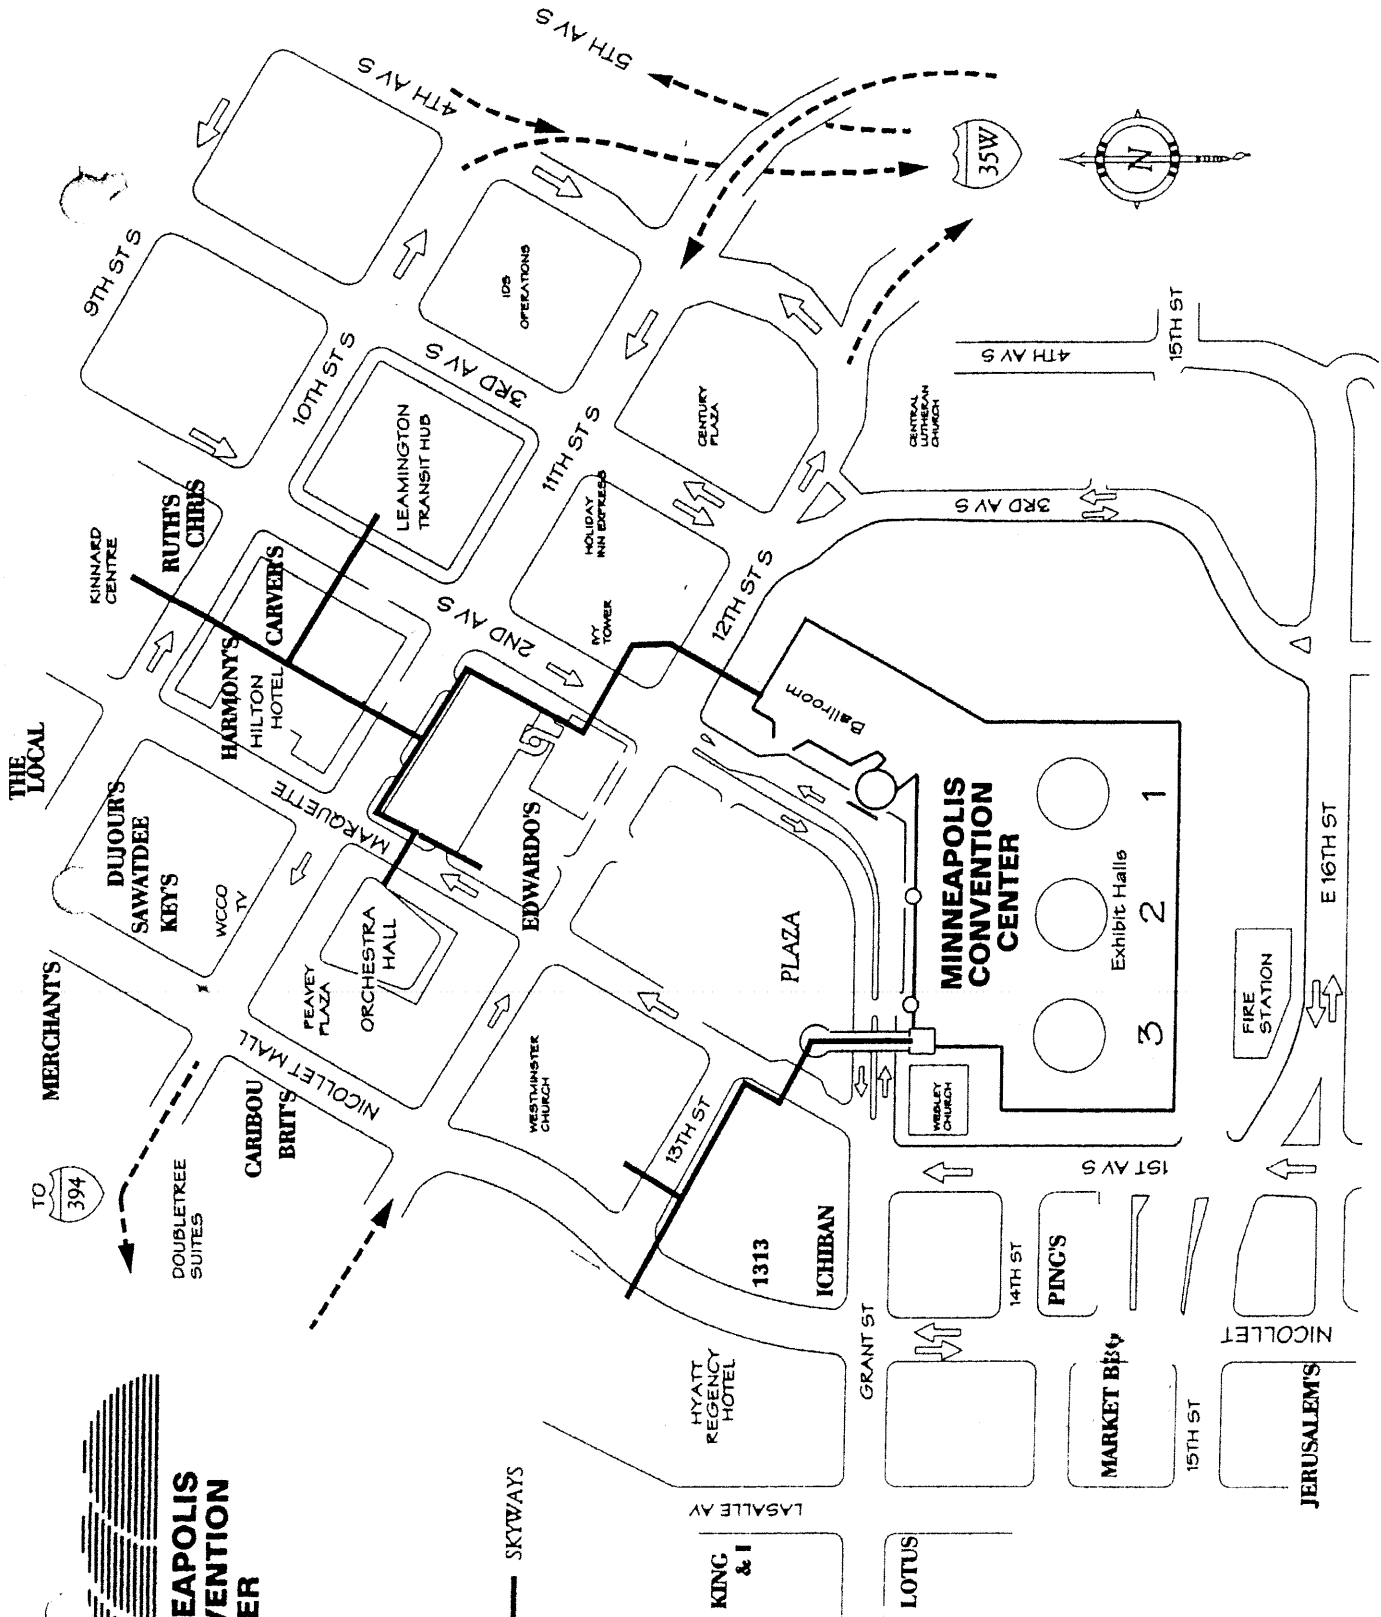 THE
LOCAL
MERCHANT'S
TO
394
DOUBLETREE
SUITES
DUJOUR'S
SAWATDEE
KEY'S
WCCO
TV
CARIBOU
BRIT'S
NICOLLET MALL
PEAVEY
PLAZA
ORCHESTRA
HALL
MARQUETTE
KINNARD
CENTRE
RUTH'S
CHRIS
HARMONY'S
CARVER'S
HILTON
HOTEL
9TH ST S
10TH ST S
LEAMINGTON
TRANSIT HUB
3RD AV S
4TH AV S
5TH AV S
IDS
OPERATIONS
11TH ST S
2ND AV S
HOLIDAY
INN EXPRESS
IVY
TOWER
CENTURY
PLAZA
12TH ST S
35W
N
EDWARDO'S
WESTMINSTER
CHURCH
13TH ST
PLAZA
Ballroom
MINNEAPOLIS
CONVENTION
CENTER
Exhibit Halls
3 2 1
WESLEY
CHURCH
CENTRAL
LUTHERAN
CHURCH
4TH AV S
15TH ST
3RD AV S
E 16TH ST
FIRE
STATION
1ST AV S
1313
ICHIBAN
GRANT ST
14TH ST
PING'S
NICOLLET
HYATT
REGENCY
HOTEL
MARKET BBQ
15TH ST
JERUSALEM'S
LASALLE AV
KING
& I
LOTUS
EAPOLIS
VENTION
ER
SKYWAYS